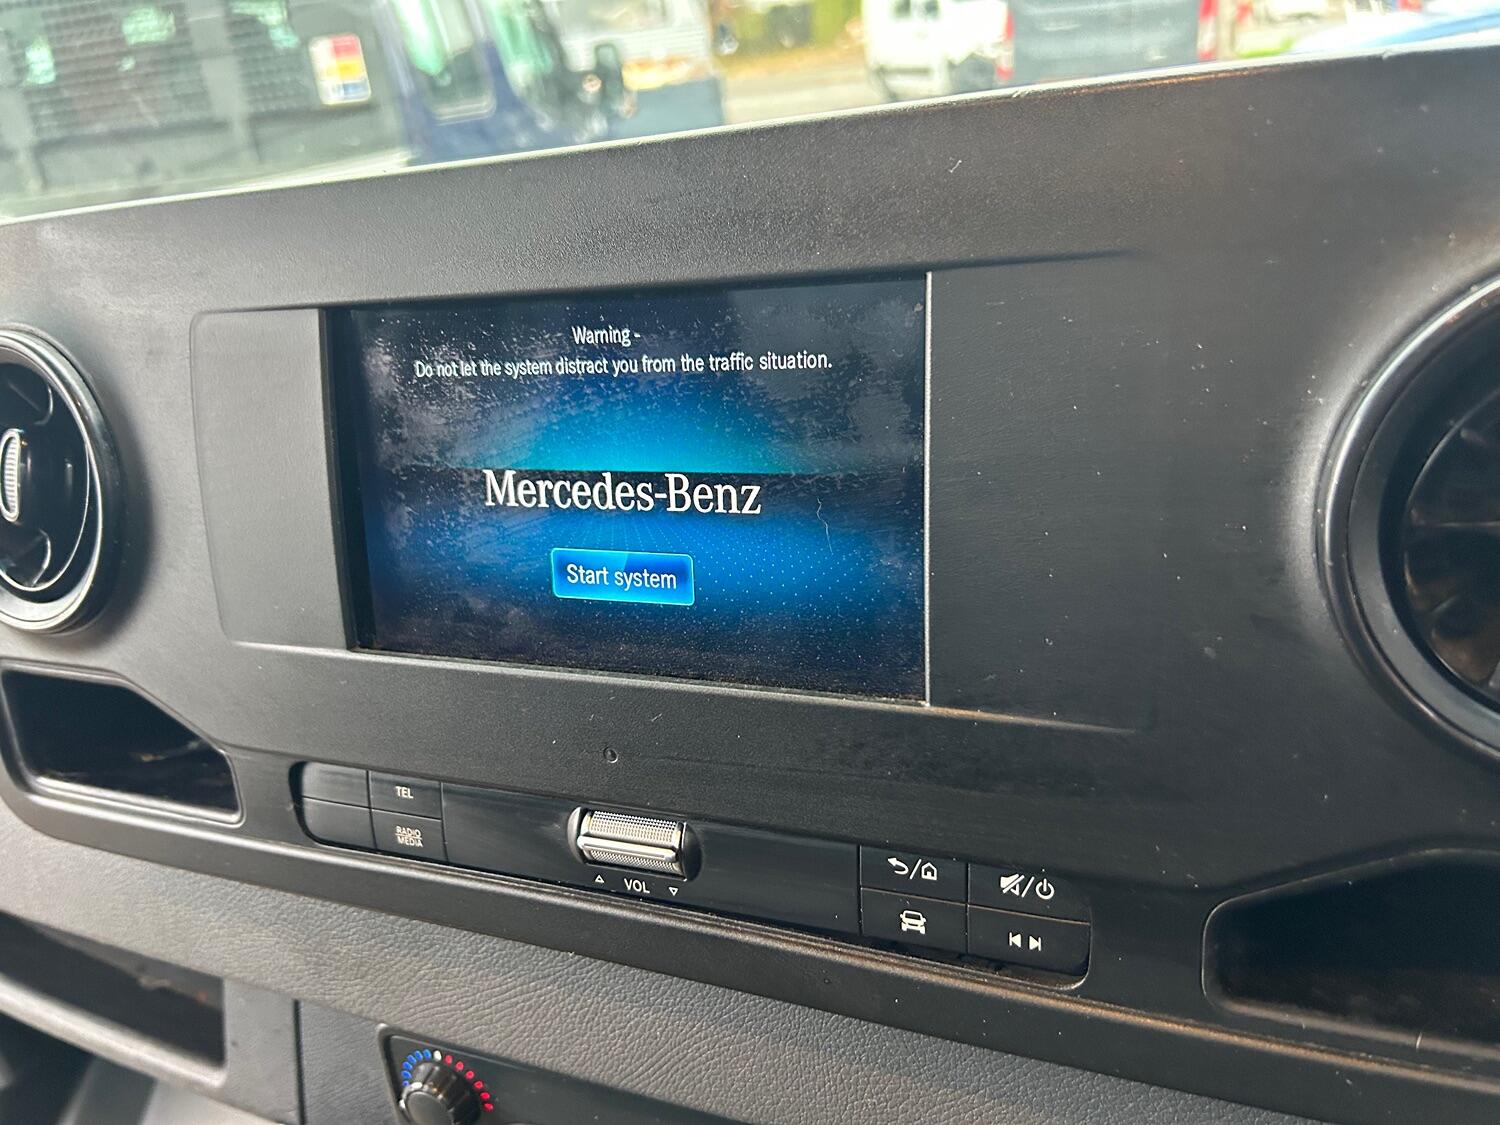 Warning -
Do not let the system distract you from the traffic situation.
Mercedes-Benz
Start system
TEL
RADIO
MEDIA
VOL